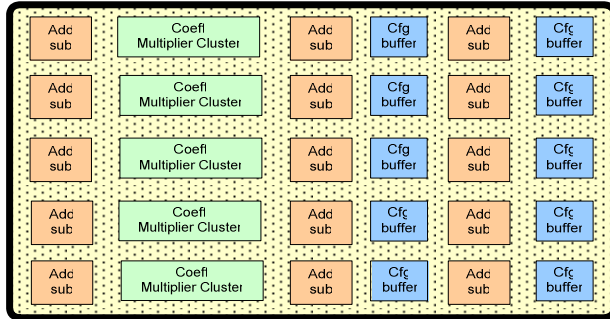 Add
sub
Coefl
Multiplier Cluster
Add
sub
Cfg
buffer
Add
sub
Cfg
buffer
Add
sub
Coefl
Multiplier Cluster
Add
sub
Cfg
buffer
Add
sub
Cfg
buffer
Add
sub
Coefl
Multiplier Cluster
Add
sub
Cfg
buffer
Add
sub
Cfg
buffer
Add
sub
Coefl
Multiplier Cluster
Add
sub
Cfg
buffer
Add
sub
Cfg
buffer
Add
sub
Coefl
Multiplier Cluster
Add
sub
Cfg
buffer
Add
sub
Cfg
buffer